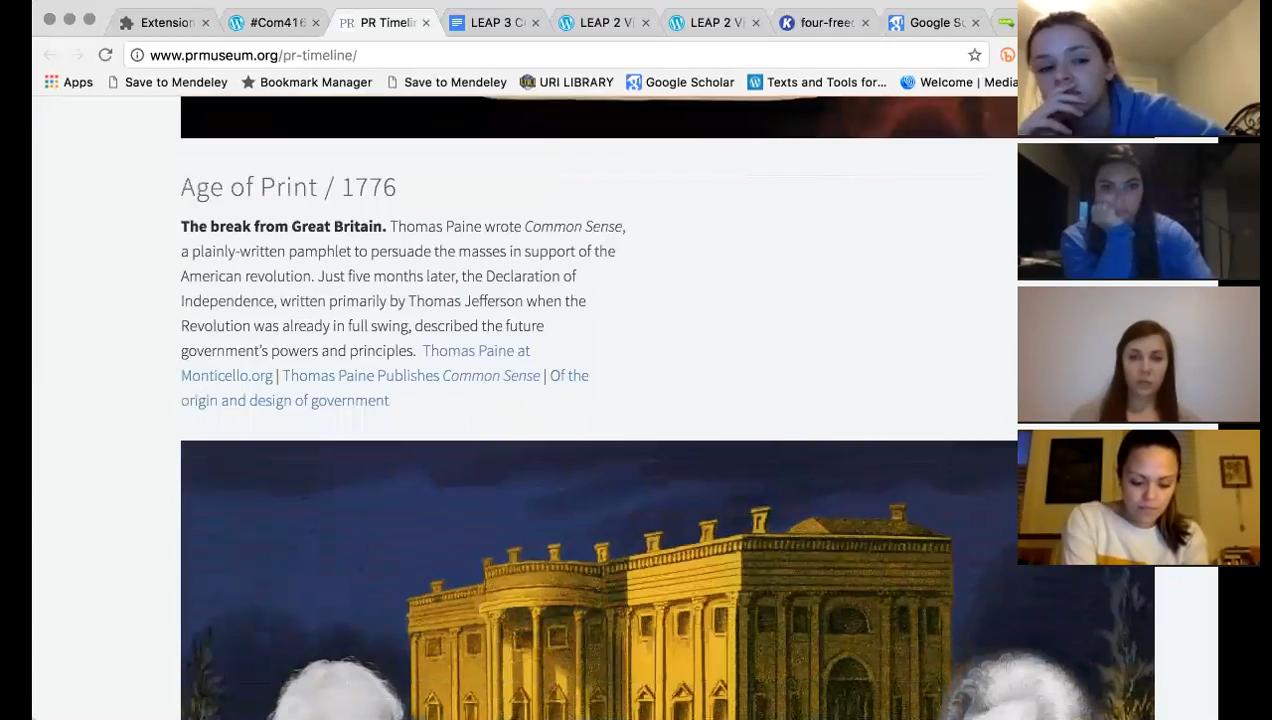 Extension #Com416 PR Timelin LEAP 3 C LEAP 2 Vi LEAP 2 Vi four-freed Google Sc
www.prmuseum.org/pr-timeline/
Apps Save to Mendeley Bookmark Manager Save to Mendeley URI LIBRARY Google Scholar Texts and Tools for... Welcome | Media
Age of Print / 1776
The break from Great Britain. Thomas Paine wrote Common Sense,
a plainly-written pamphlet to persuade the masses in support of the
American revolution. Just five months later, the Declaration of
Independence, written primarily by Thomas Jefferson when the
Revolution was already in full swing, described the future
government's powers and principles. Thomas Paine at
Monticello.org | Thomas Paine Publishes Common Sense | Of the
origin and design of government